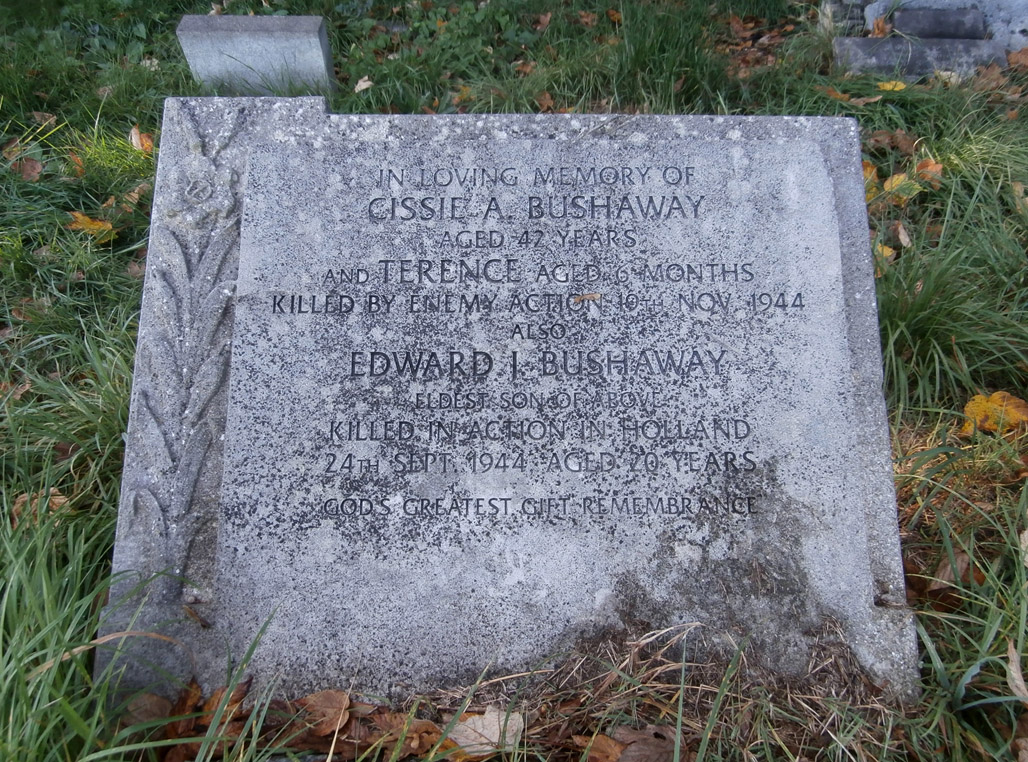 IN LOVING MEMORY OF
CISSIE A. BUSHAWAY
AGED 42 YEARS
AND TERENCE AGED 6 MONTHS
KILLED BY ENEMY ACTION 10TH NOV. 1944
ALSO
EDWARD J. BUSHAWAY
ELDEST SON OF ABOVE
KILLED IN ACTION IN HOLLAND
24TH SEPT. 1944 AGED 20 YEARS
GOD'S GREATEST GIFT REMEMBRANCE